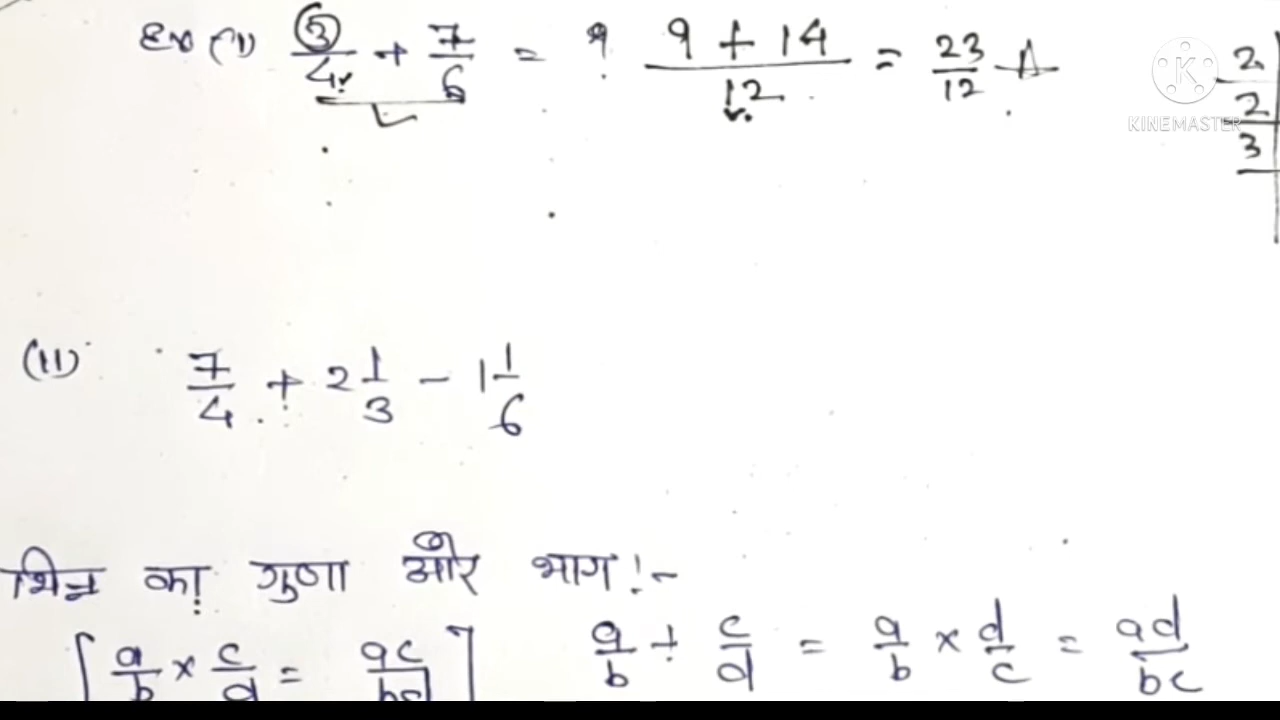 Ex (i) 3/4 + 7/6 = ? 9 + 14/12 = 23/12 A
2
2
3
K
KINEMASTER
(ii) 7/4 + 2 1/3 - 1 1/6
भिन्न का गुणा और भाग :-
[a/b × c/d = ac/bd] a/b ÷ c/d = a/b × d/c = ad/bc